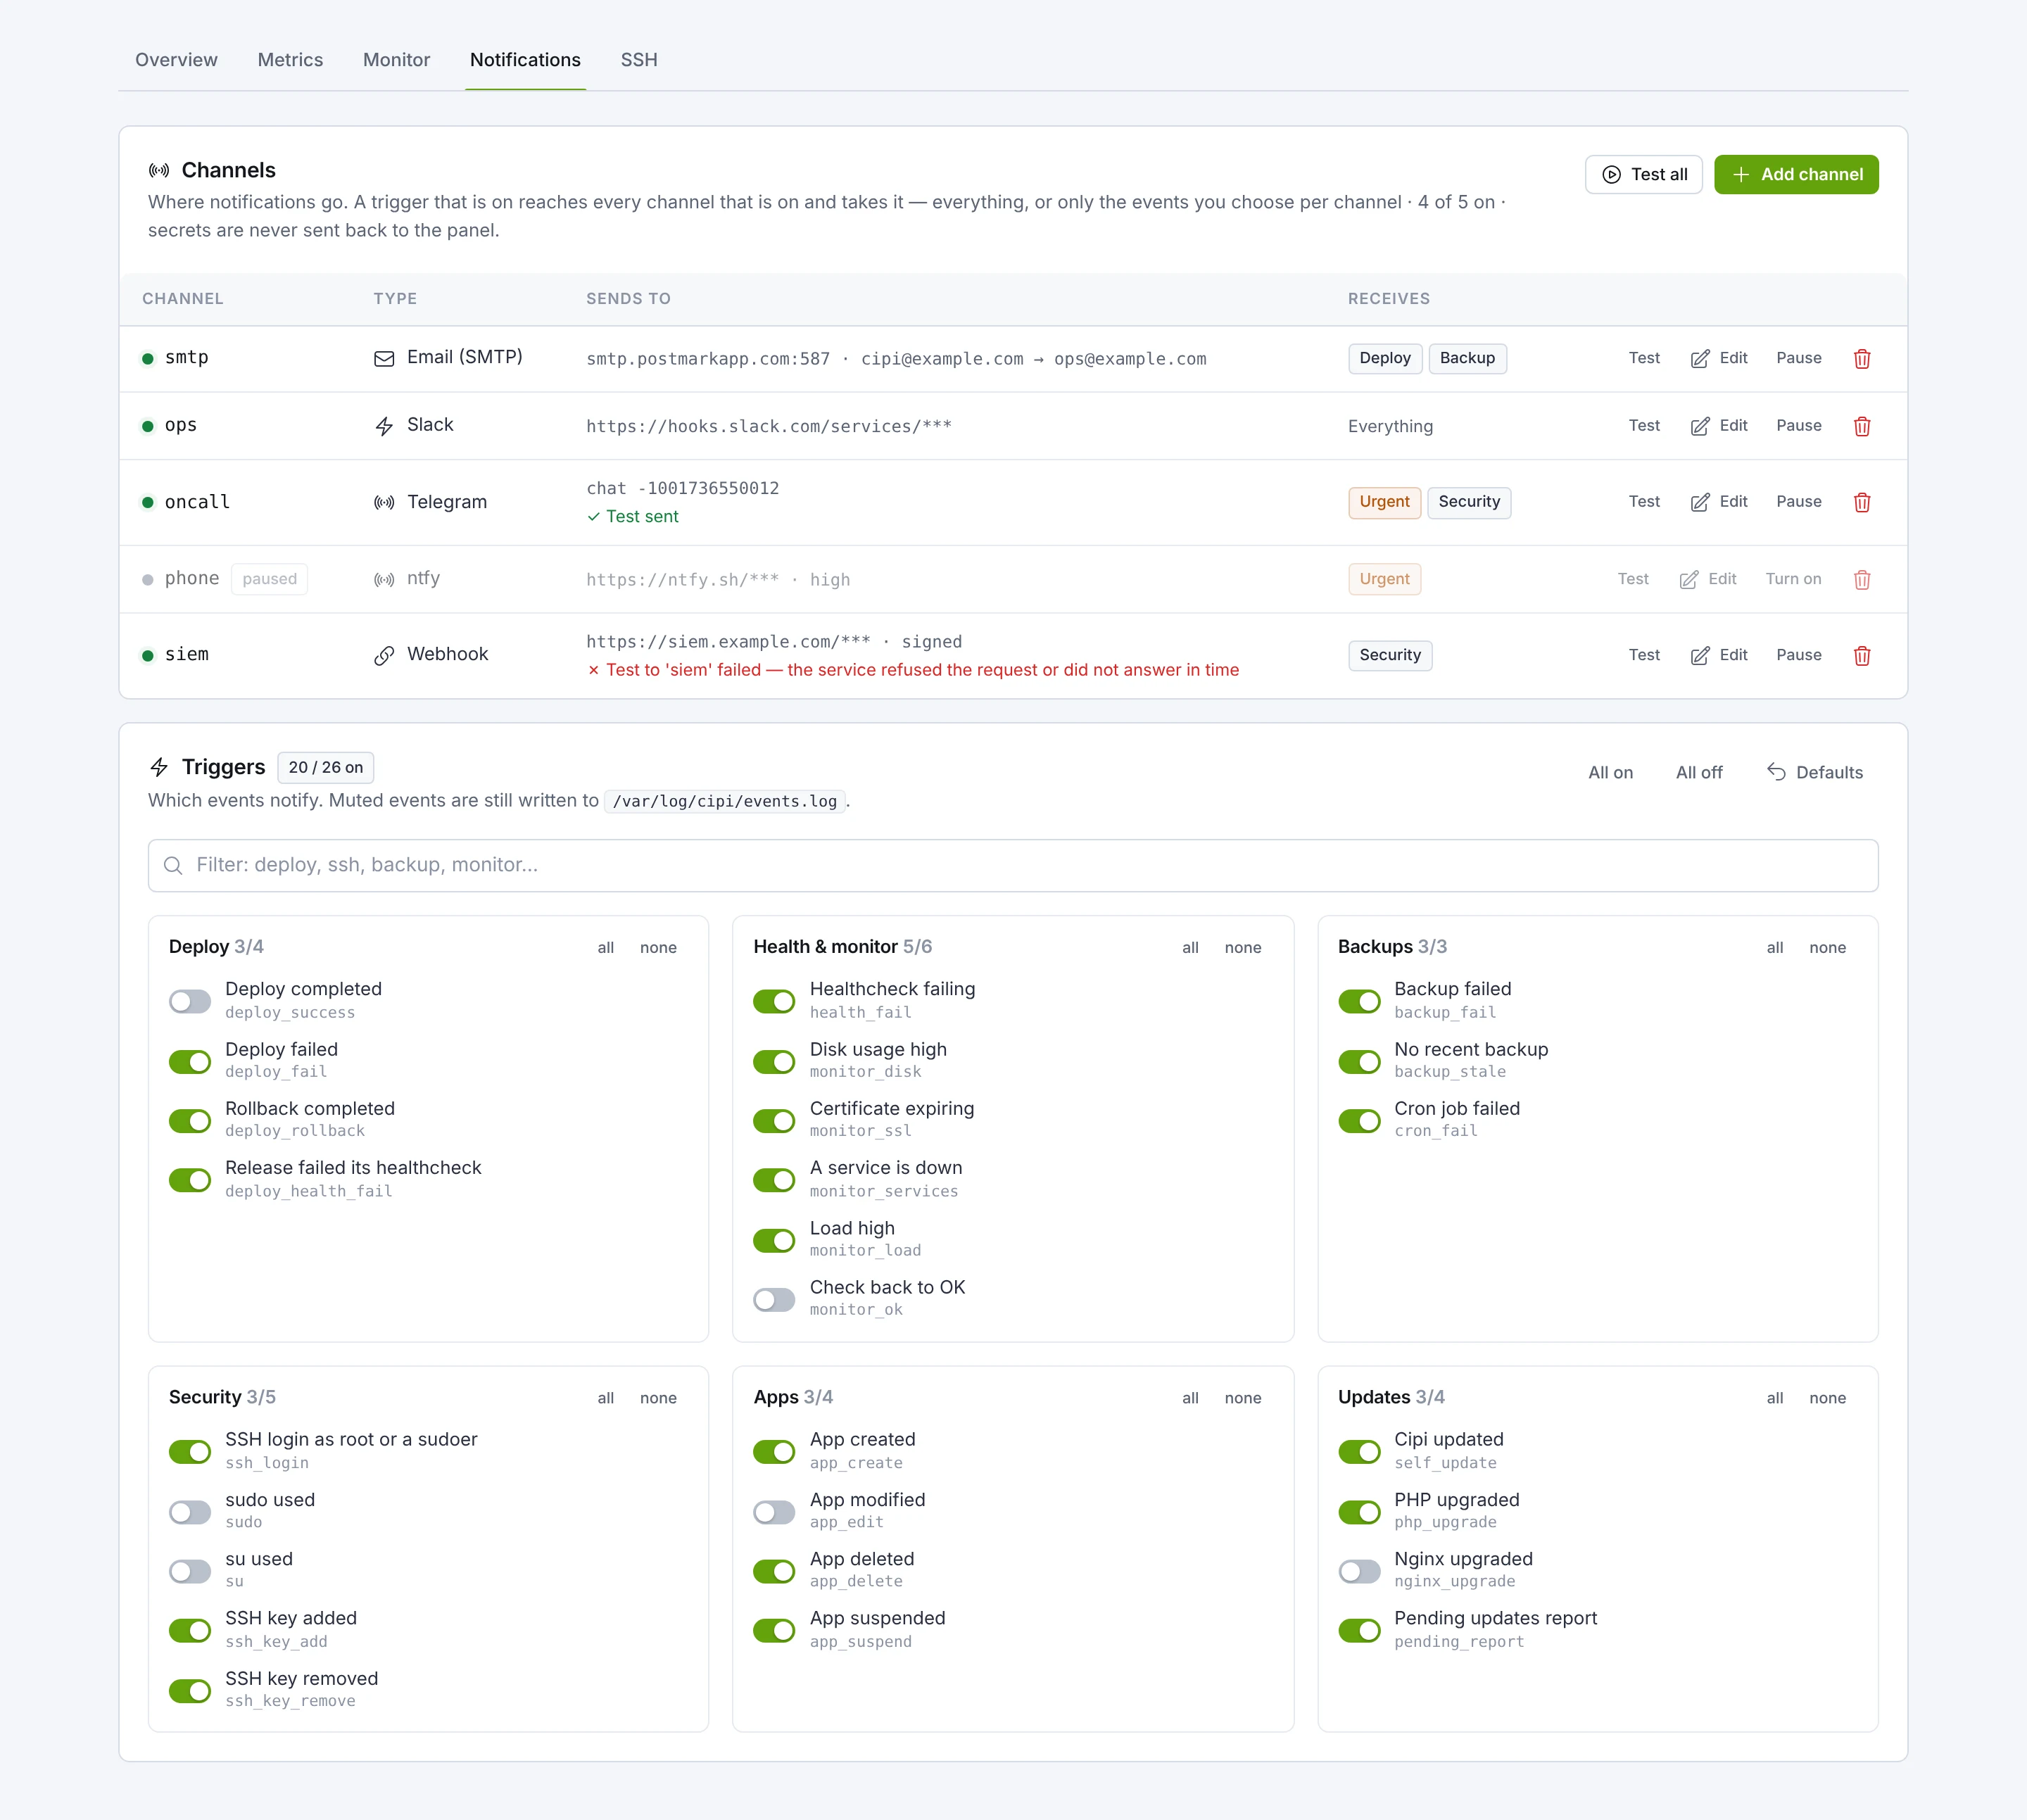 Overview Metrics Monitor Notifications SSH
Channels
Test all
Add channel
Where notifications go. A trigger that is on reaches every channel that is on and takes it — everything, or only the events you choose per channel · 4 of 5 on ·
secrets are never sent back to the panel.
CHANNEL TYPE SENDS TO RECEIVES
smtp Email (SMTP) smtp.postmarkapp.com:587 · cipi@example.com → ops@example.com Deploy Backup Test Edit Pause
ops Slack https://hooks.slack.com/services/*** Everything Test Edit Pause
oncall Telegram chat -1001736550012 Urgent Security Test Edit Pause
✓ Test sent
phone paused ntfy https://ntfy.sh/*** · high Urgent Test Edit Turn on
siem Webhook https://siem.example.com/*** · signed Security Test Edit Pause
× Test to 'siem' failed — the service refused the request or did not answer in time
Triggers 20 / 26 on
All on All off Defaults
Which events notify. Muted events are still written to /var/log/cipi/events.log.
Filter: deploy, ssh, backup, monitor...
Deploy 3/4 all none
Deploy completed
deploy_success
Deploy failed
deploy_fail
Rollback completed
deploy_rollback
Release failed its healthcheck
deploy_health_fail
Health & monitor 5/6 all none
Healthcheck failing
health_fail
Disk usage high
monitor_disk
Certificate expiring
monitor_ssl
A service is down
monitor_services
Load high
monitor_load
Check back to OK
monitor_ok
Backups 3/3 all none
Backup failed
backup_fail
No recent backup
backup_stale
Cron job failed
cron_fail
Security 3/5 all none
SSH login as root or a sudoer
ssh_login
sudo used
sudo
su used
su
SSH key added
ssh_key_add
SSH key removed
ssh_key_remove
Apps 3/4 all none
App created
app_create
App modified
app_edit
App deleted
app_delete
App suspended
app_suspend
Updates 3/4 all none
Cipi updated
self_update
PHP upgraded
php_upgrade
Nginx upgraded
nginx_upgrade
Pending updates report
pending_report